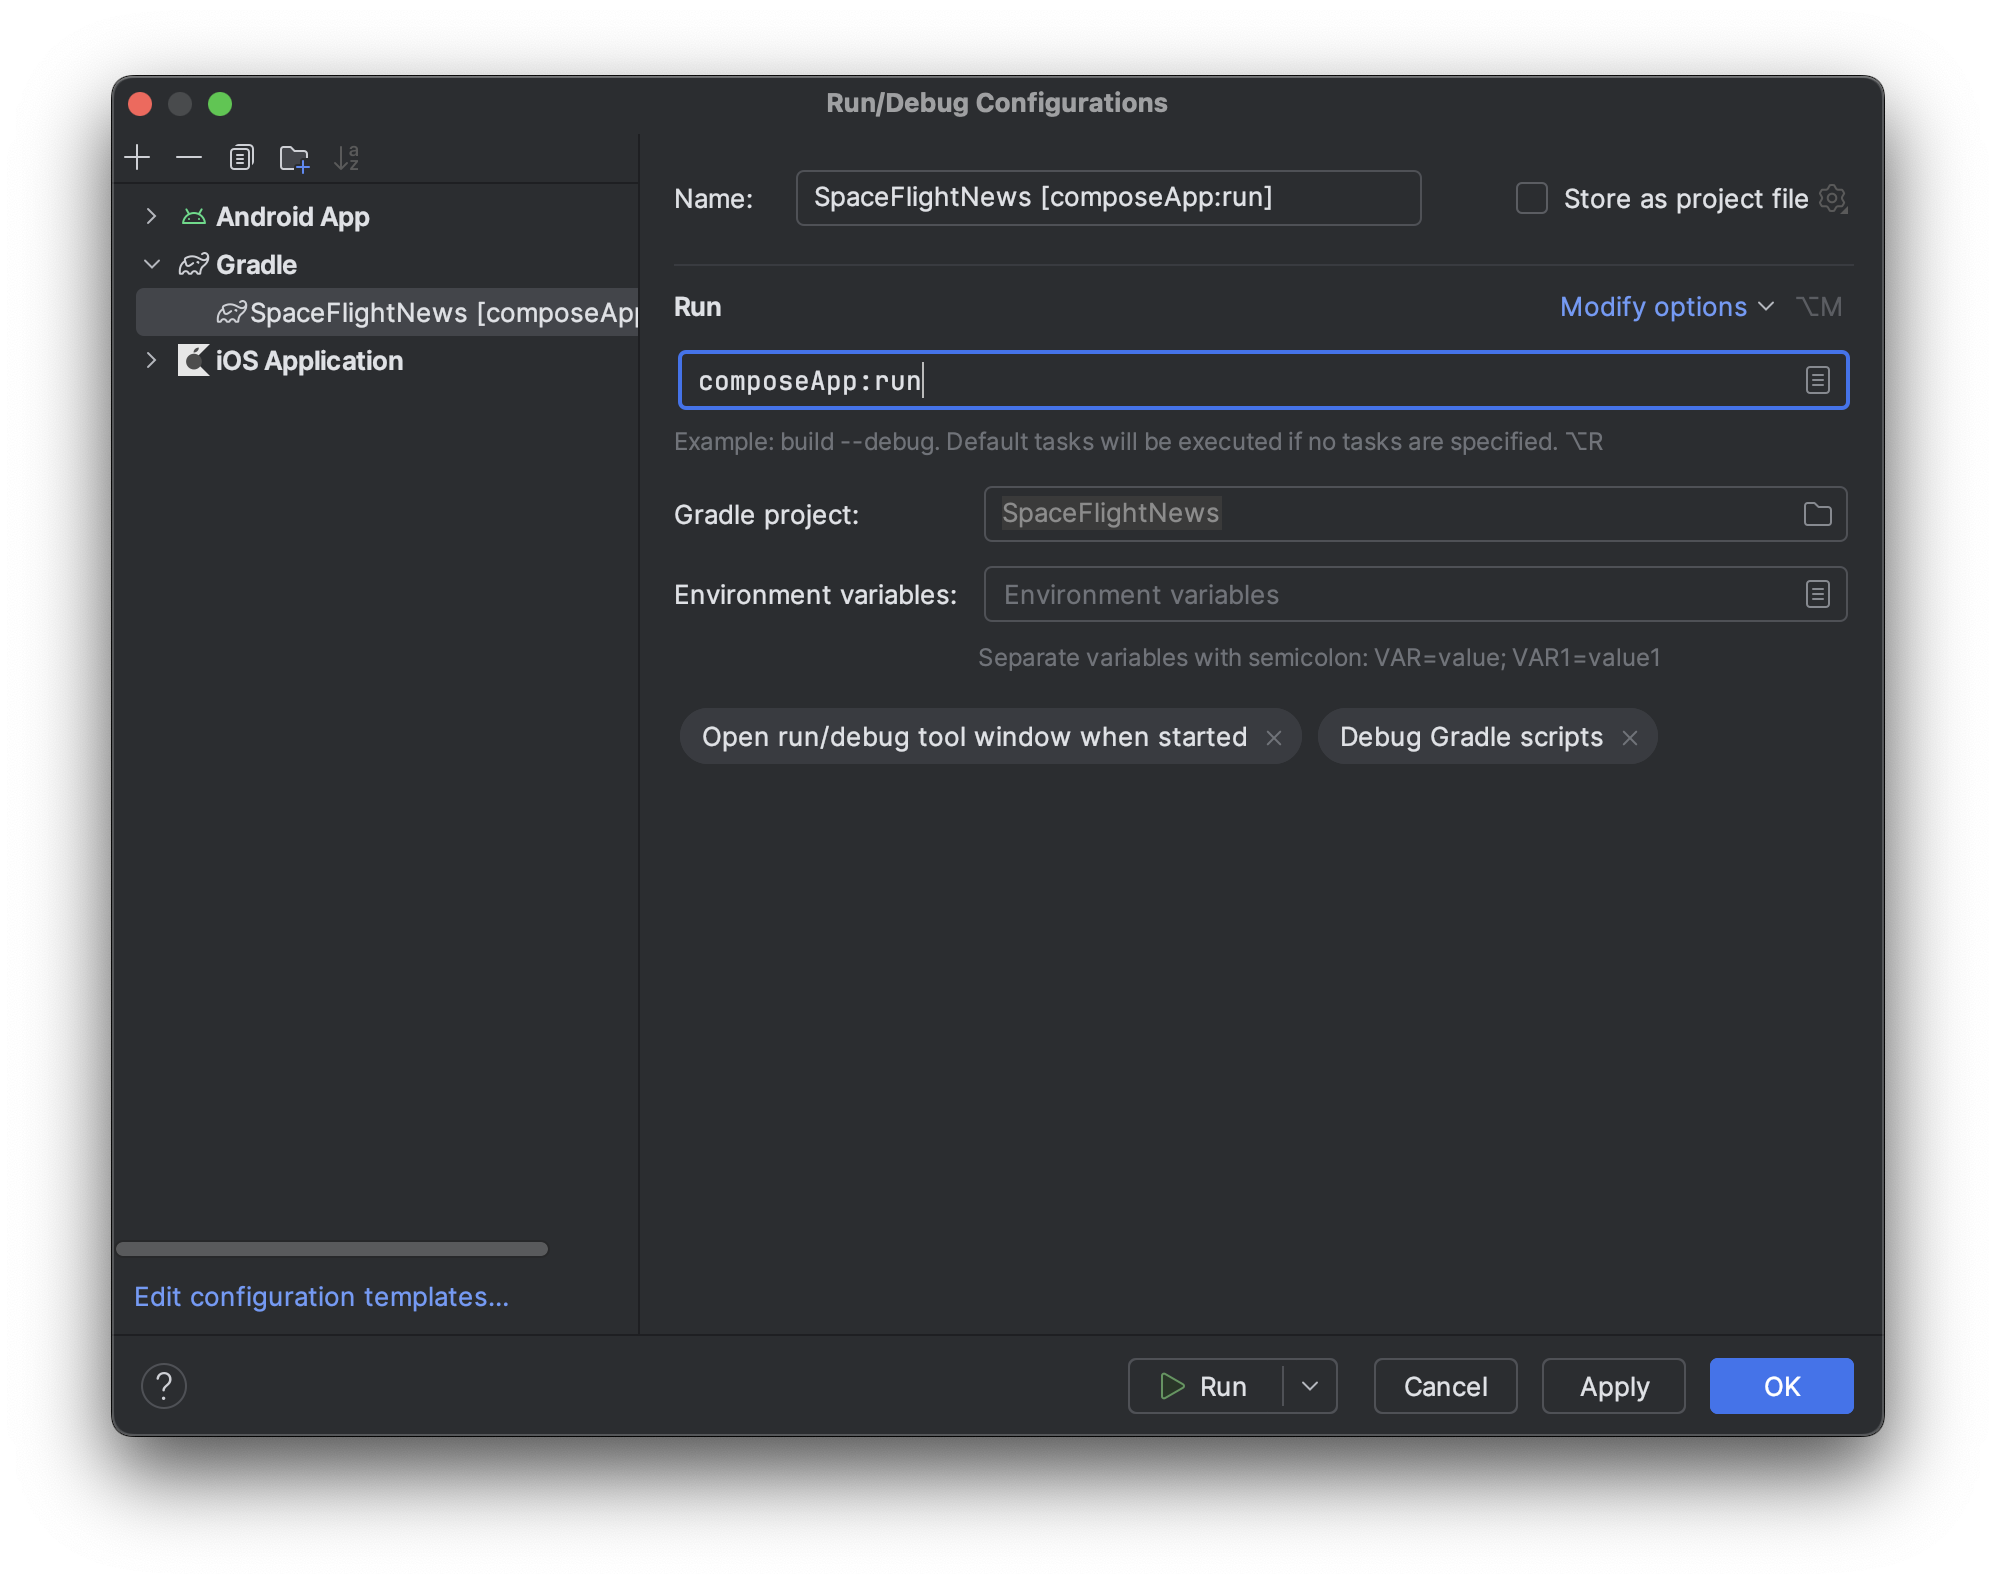 Run/Debug Configurations
Android App
Gradle
SpaceFlightNews [composeApp
iOS Application
Edit configuration templates...
Name:
SpaceFlightNews [composeApp:run]
Store as project file
Run
Modify options
⌥M
composeApp:run
Example: build --debug. Default tasks will be executed if no tasks are specified. ⌥R
Gradle project:
SpaceFlightNews
Environment variables:
Environment variables
Separate variables with semicolon: VAR=value; VAR1=value1
Open run/debug tool window when started
Debug Gradle scripts
?
Run
Cancel
Apply
OK